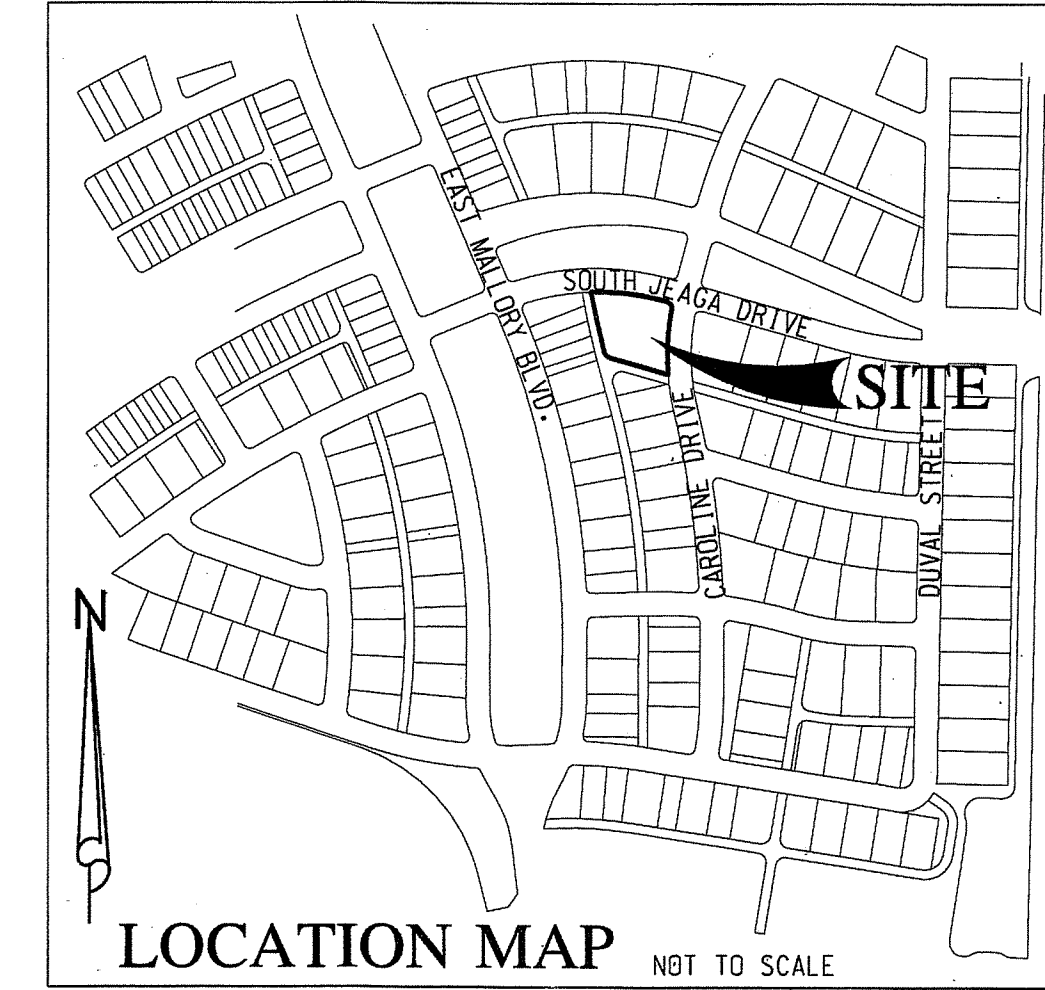 EAST MALLORY BLVD.
SOUTH JEAGA DRIVE
SITE
CAROLINE DRIVE
DUVAL STREET
N
LOCATION MAP
NOT TO SCALE